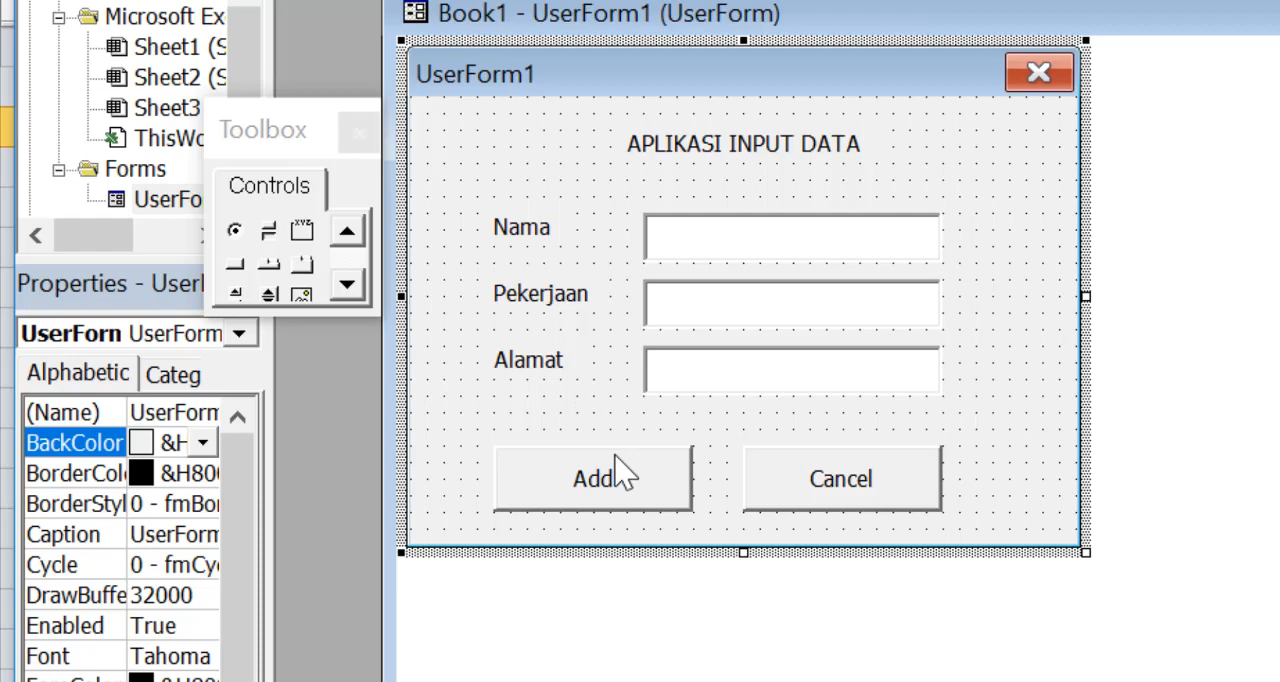 Microsoft Ex
Sheet1 (S
Sheet2 (S
Sheet3
ThisWo
Forms
UserFo
Toolbox
Controls
Properties - UserF
UserForn UserForm
Alphabetic Categ
(Name) UserForm
BackColor &H
BorderCol &H80
BorderStyl 0 - fmBor
Caption UserForm
Cycle 0 - fmCy
DrawBuffe 32000
Enabled True
Font Tahoma
Book1 - UserForm1 (UserForm)
UserForm1
APLIKASI INPUT DATA
Nama
Pekerjaan
Alamat
Add
Cancel